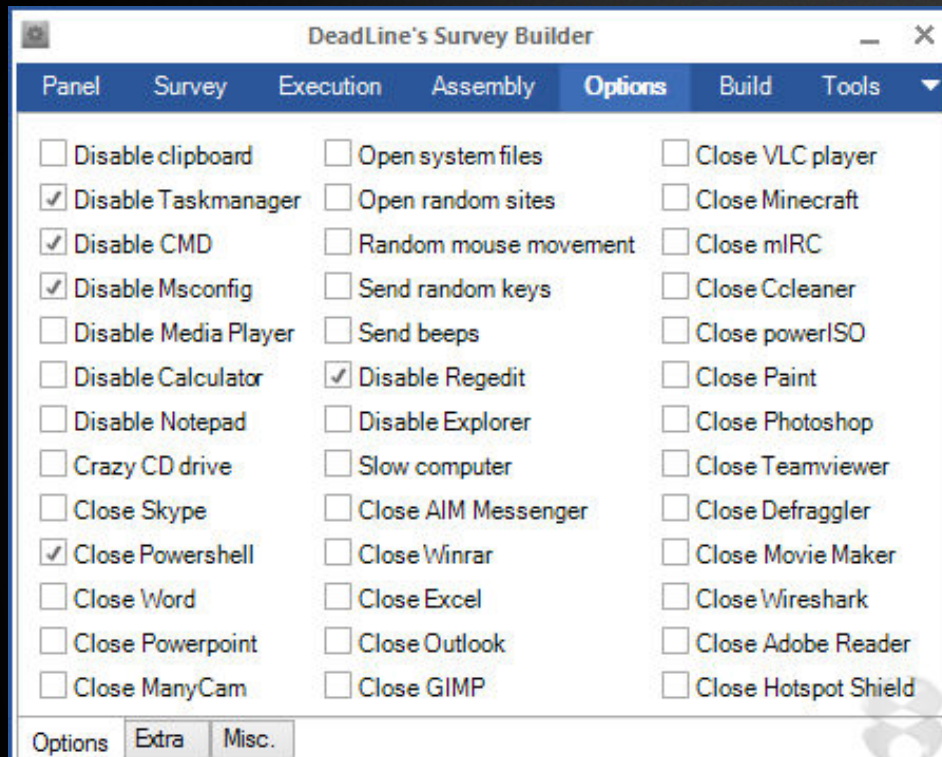 DeadLine's Survey Builder
Panel Survey Execution Assembly Options Build Tools
Disable clipboard Open system files Close VLC player
Disable Taskmanager Open random sites Close Minecraft
Disable CMD Random mouse movement Close mIRC
Disable Msconfig Send random keys Close Ccleaner
Disable Media Player Send beeps Close powerISO
Disable Calculator Disable Regedit Close Paint
Disable Notepad Disable Explorer Close Photoshop
Crazy CD drive Slow computer Close Teamviewer
Close Skype Close AIM Messenger Close Defraggler
Close Powershell Close Winrar Close Movie Maker
Close Word Close Excel Close Wireshark
Close Powerpoint Close Outlook Close Adobe Reader
Close ManyCam Close GIMP Close Hotspot Shield
Options Extra Misc.